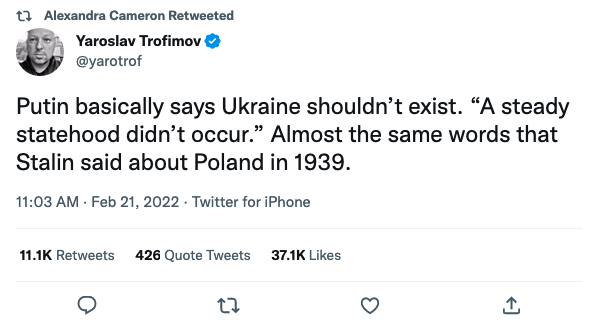 Alexandra Cameron Retweeted
Yaroslav Trofimov
@yarotrof
Putin basically says Ukraine shouldn’t exist. “A steady
statehood didn’t occur.” Almost the same words that
Stalin said about Poland in 1939.
11:03 AM · Feb 21, 2022 · Twitter for iPhone
11.1K Retweets 426 Quote Tweets 37.1K Likes